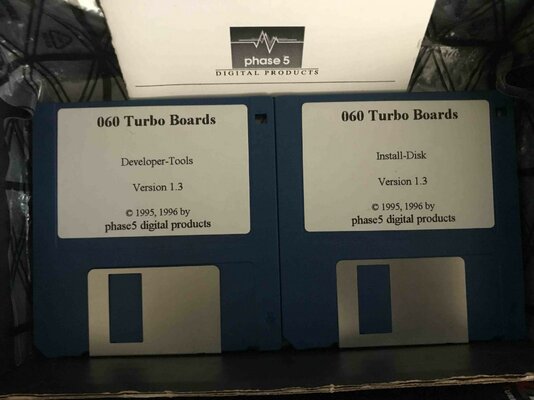 phase 5
DIGITAL PRODUCTS
060 Turbo Boards
Developer-Tools
Version 1.3
© 1995, 1996 by
phase5 digital products
060 Turbo Boards
Install-Disk
Version 1.3
© 1995, 1996 by
phase5 digital products